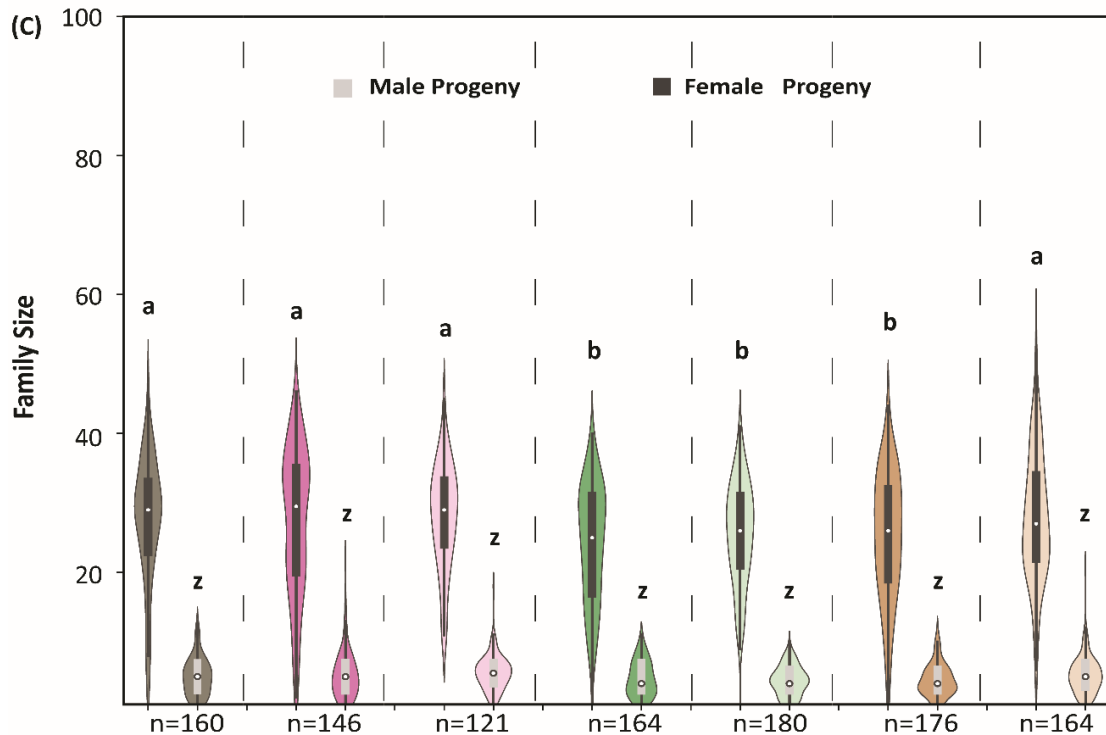 (C)
100
Male Progeny Female Progeny
80
60
40
20
Family Size
a a a b b b a
z z z z z z z
n=160 n=146 n=121 n=164 n=180 n=176 n=164